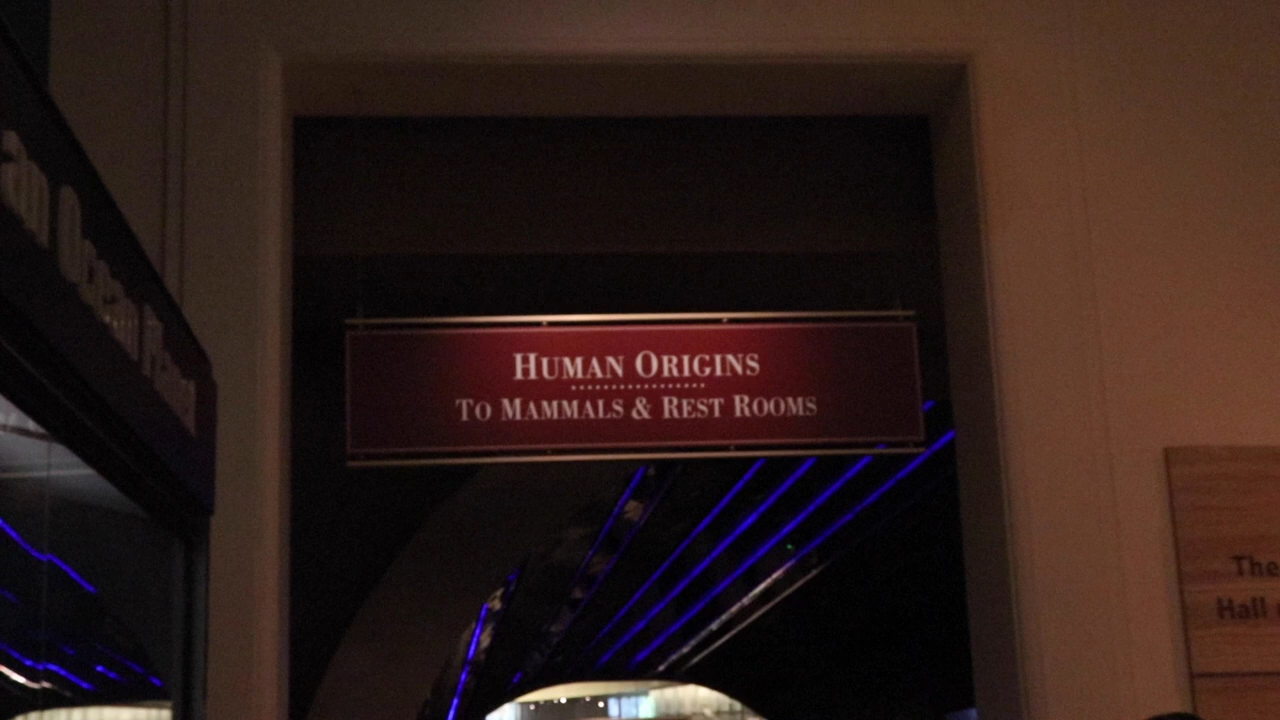 HUMAN ORIGINS
TO MAMMALS & REST ROOMS
The
Hall